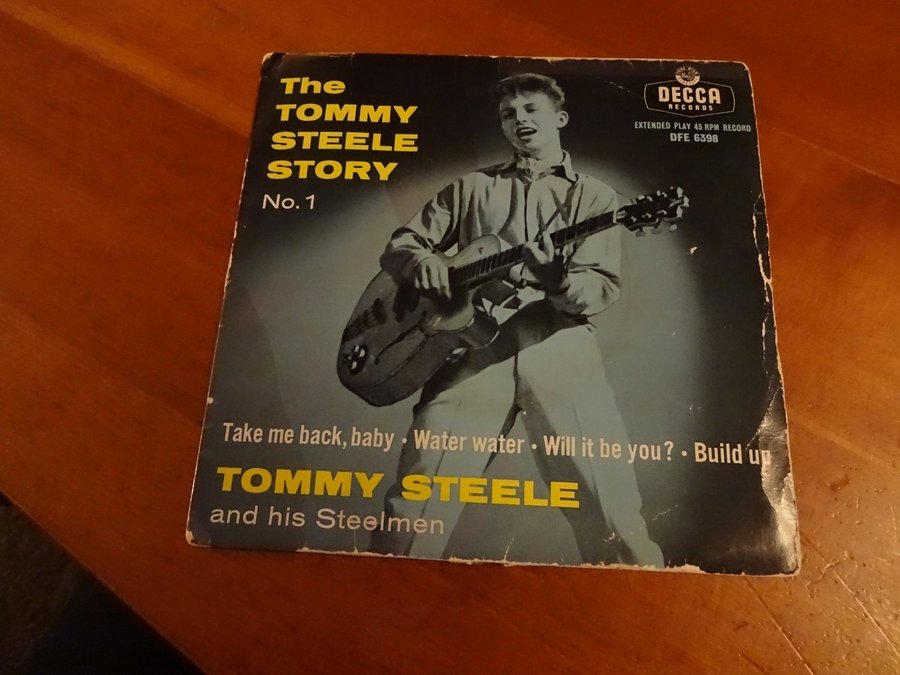 The
TOMMY
STEELE
STORY
No. 1
DECCA
RECORDS
EXTENDED PLAY 45 RPM RECORD
DFE 6398
Take me back, baby • Water water • Will it be you? • Build up
TOMMY STEELE
and his Steelmen